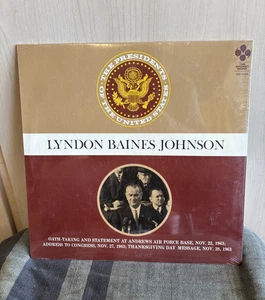 THE PRESIDENTS
OF THE UNITED STATES
LYNDON BAINES JOHNSON
OATH-TAKING AND STATEMENT AT ANDREWS AIR FORCE BASE, NOV. 22, 1963;
ADDRESS TO CONGRESS, NOV. 27, 1963; THANKSGIVING DAY MESSAGE, NOV. 28, 1963